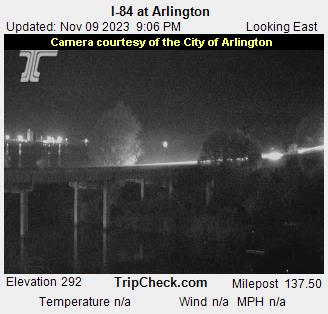 I-84 at Arlington
Updated: Nov 09 2023 9:06 PM Looking East
Camera courtesy of the City of Arlington
Elevation 292 TripCheck.com Milepost 137.50
Temperature n/a Wind n/a MPH n/a